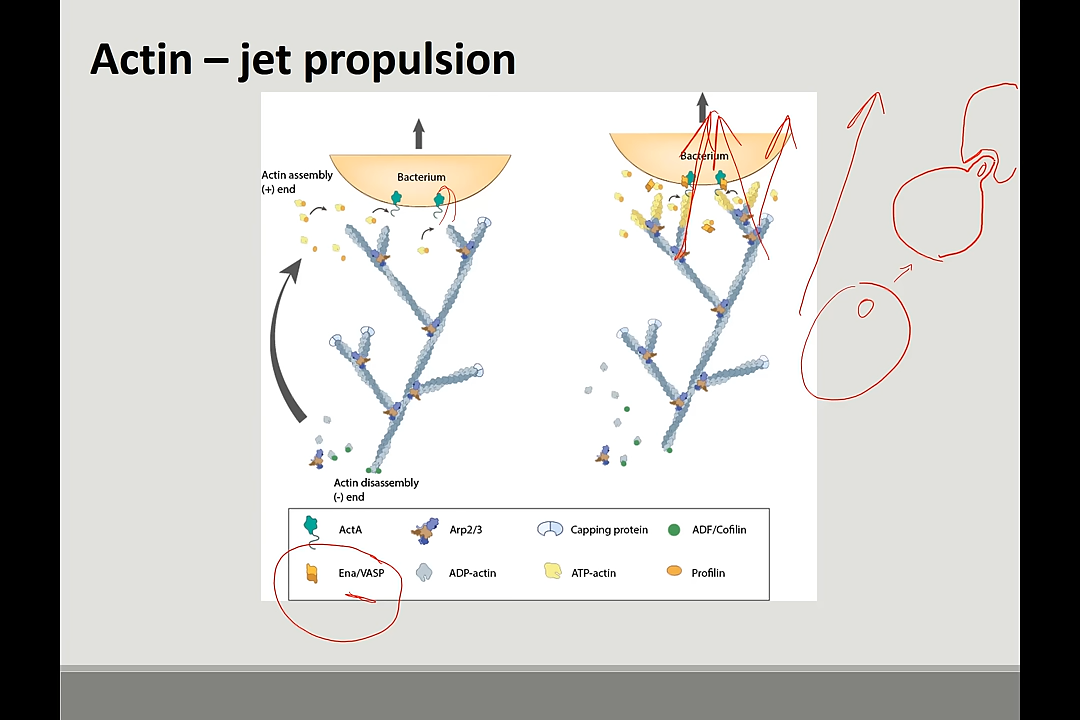 Actin – jet propulsion
Actin assembly
(+) end
Bacterium
Bacterium
Actin disassembly
(-) end
ActA
Arp2/3
Capping protein
ADF/Cofilin
Ena/VASP
ADP-actin
ATP-actin
Profilin